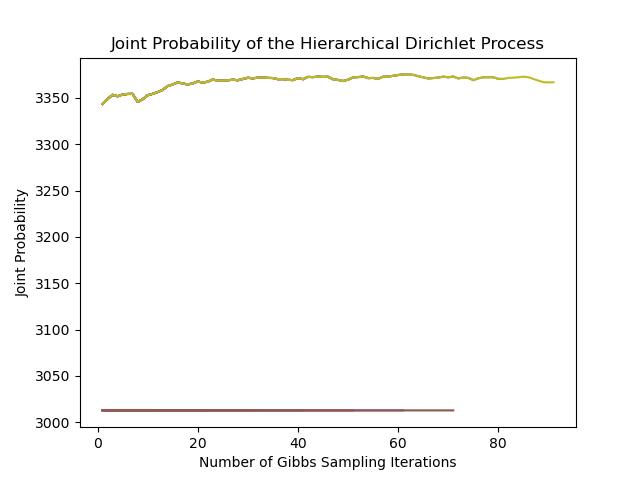 Joint Probability of the Hierarchical Dirichlet Process
3350
3300
3250
3200
3150
3100
3050
3000
Joint Probability
0 20 40 60 80
Number of Gibbs Sampling Iterations